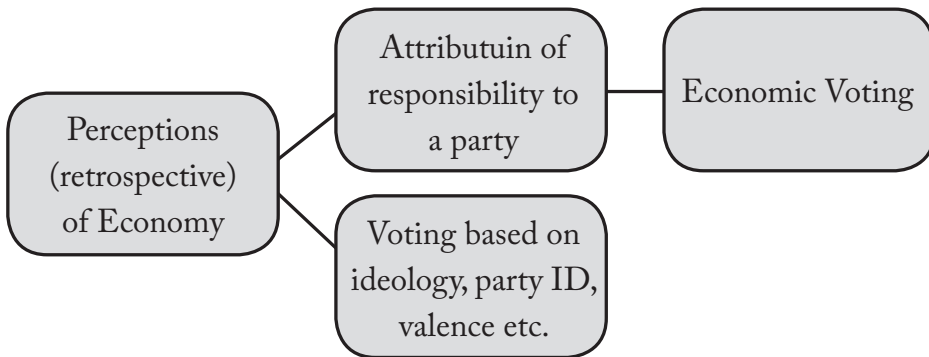 Perceptions
(retrospective)
of Economy
Attributuin of
responsibility to
a party
Economic Voting
Voting based on
ideology, party ID,
valence etc.